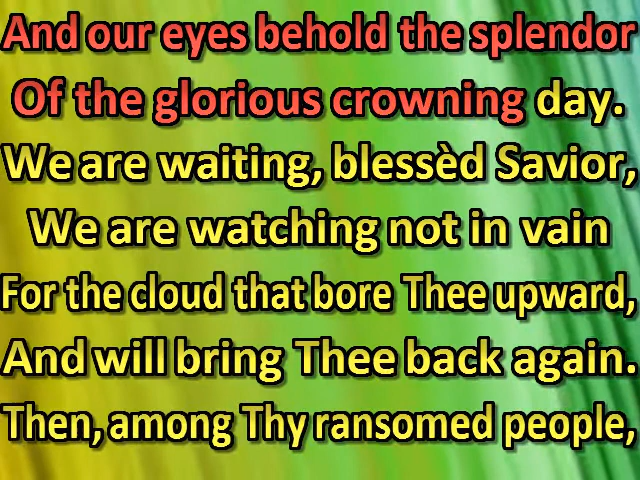 And our eyes behold the splendor
Of the glorious crowning day.
We are waiting, blessèd Savior,
We are watching not in vain
For the cloud that bore Thee upward,
And will bring Thee back again.
Then, among Thy ransomed people,